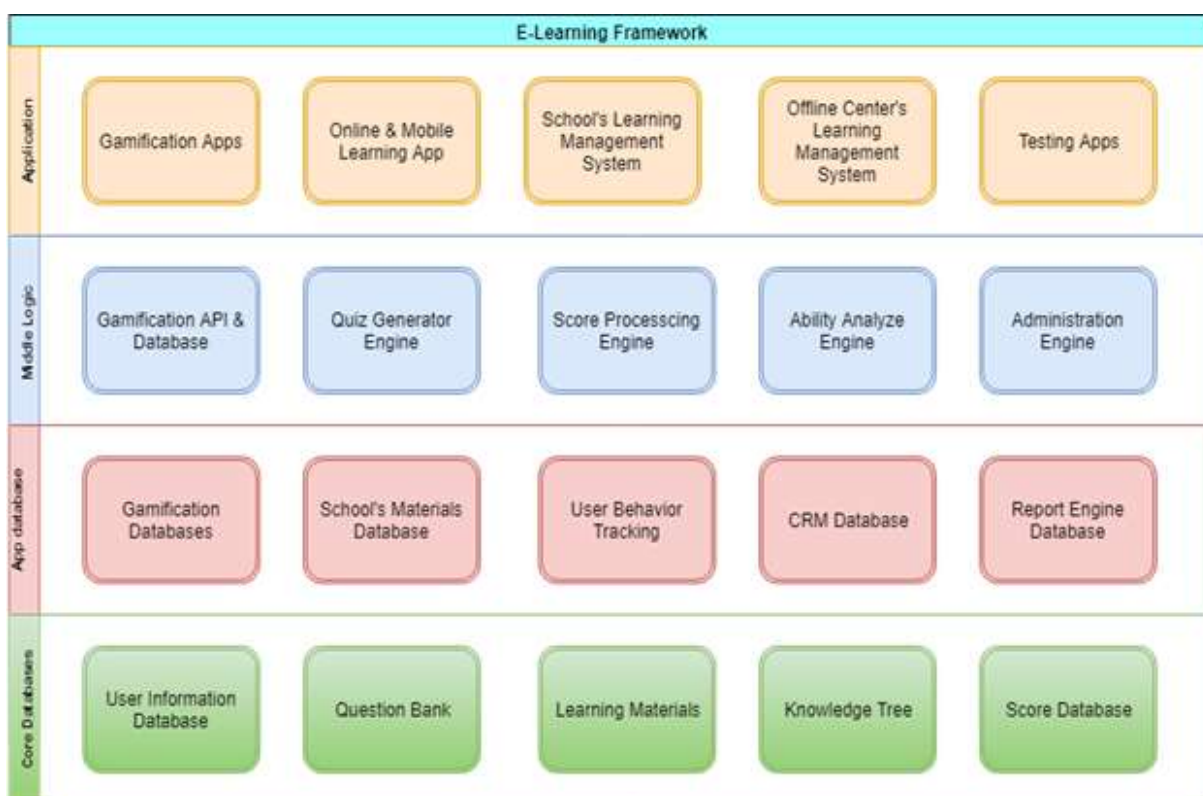 E-Learning Framework
Application
Gamification Apps
Online & Mobile
Learning App
School's Learning
Management
System
Offline Center's
Learning
Management
System
Testing Apps
Middle Logic
Gamification API &
Database
Quiz Generator
Engine
Score Processcing
Engine
Ability Analyze
Engine
Administration
Engine
App database
Gamification
Databases
School's Materials
Database
User Behavior
Tracking
CRM Database
Report Engine
Database
Core Databases
User Information
Database
Question Bank
Learning Materials
Knowledge Tree
Score Database